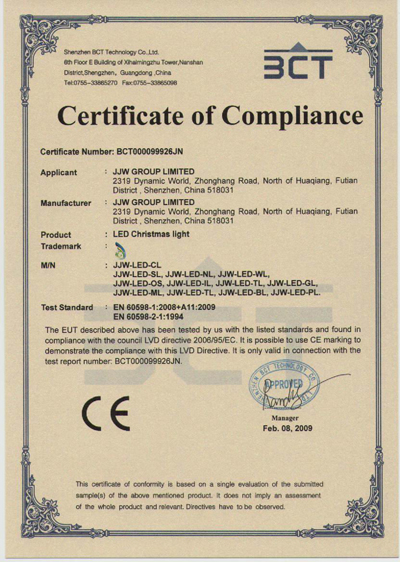 Shenzhen BCT Technology Co.,Ltd.
6th Floor E Building of Xihaimingzhu Tower,Nanshan
District,Shengzhen, Guangdong ,China
Tel:0755-33865270 Fax:0755-33865098
BCT
Certificate of Compliance
Certificate Number: BCT000099926JN
Applicant : JJW GROUP LIMITED
2319 Dynamic World, Zhonghang Road, North of Huaqiang, Futian
District , Shenzhen, China 518031
Manufacturer : JJW GROUP LIMITED
2319 Dynamic World, Zhonghang Road, North of Huaqiang, Futian
District , Shenzhen, China 518031
Product : LED Christmas light
Trademark :
M/N : JJW-LED-CL
JJW-LED-SL, JJW-LED-NL, JJW-LED-WL,
JJW-LED-OS, JJW-LED-IL, JJW-LED-TL, JJW-LED-GL,
JJW-LED-ML, JJW-LED-TL, JJW-LED-BL, JJW-LED-PL.
Test Standard : EN 60598-1:2008+A11:2009
EN 60598-2-1:1994
The EUT described above has been tested by us with the listed standards and found in
compliance with the council LVD directive 2006/95/EC. It is possible to use CE marking to
demonstrate the compliance with this LVD Directive. It is only valid in connection with the
test report number: BCT000099926JN.
SHENZHEN BCT TECHNOLOGY CO. LTD
APPROVED
CE
Manager
Feb. 08, 2009
This certificate of conformity is based on a single evaluation of the submitted
sample(s) of the above mentioned product. It does not imply an assessment
of the whole product and relevant. Directives have to be observed.